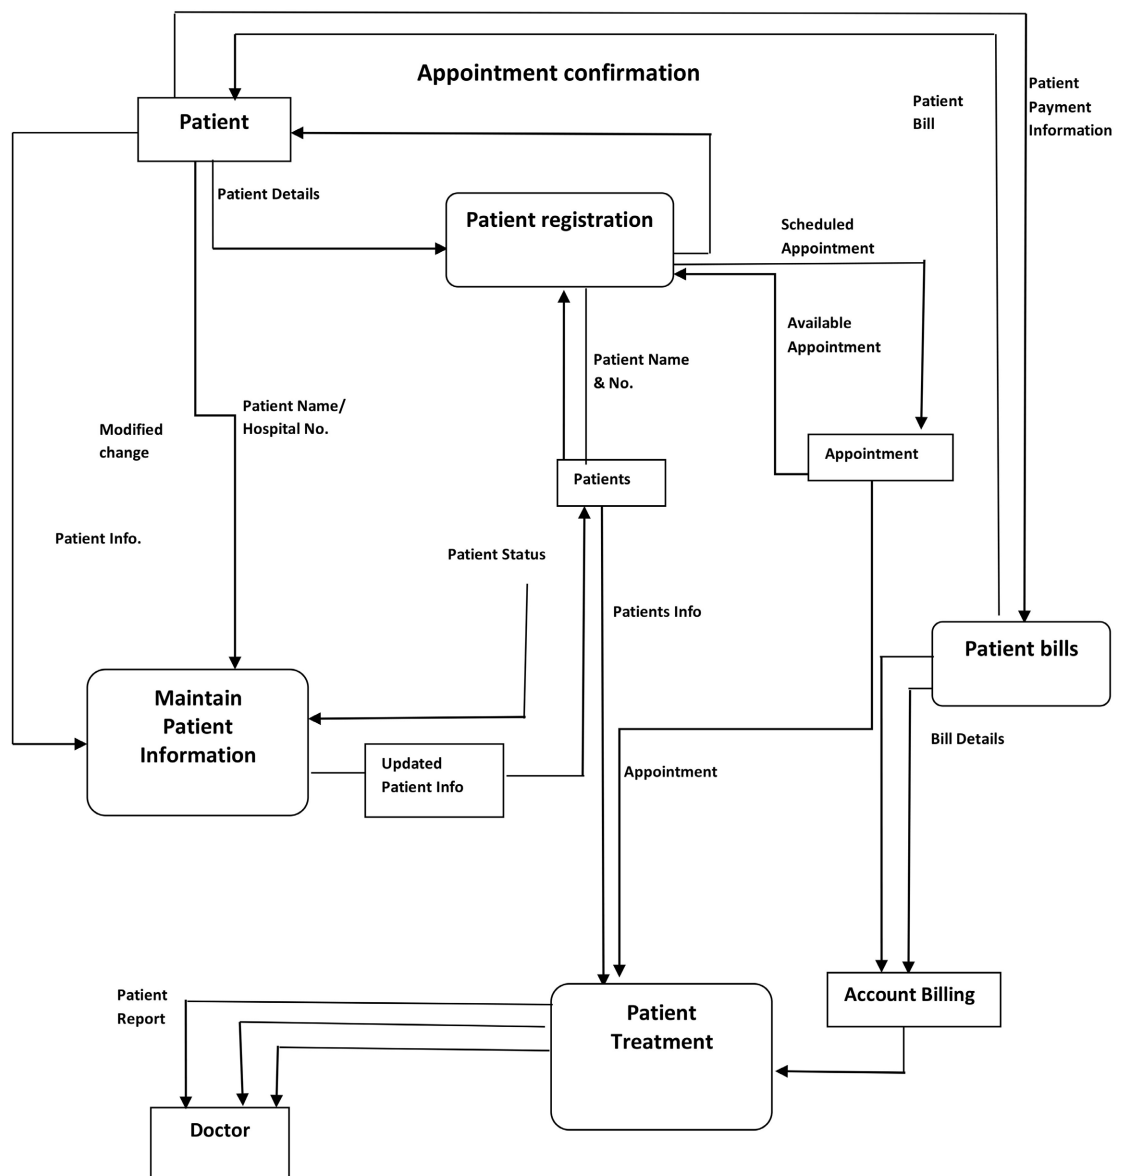 Appointment confirmation
Patient
Payment
Information
Patient
Bill
Patient
Patient Details
Patient registration
Scheduled
Appointment
Available
Appointment
Patient Name
& No.
Patient Name/
Hospital No.
Modified
change
Appointment
Patients
Patient Info.
Patient Status
Patients Info
Patient bills
Maintain
Patient
Information
Bill Details
Updated
Patient Info
Appointment
Patient
Report
Account Billing
Patient
Treatment
Doctor